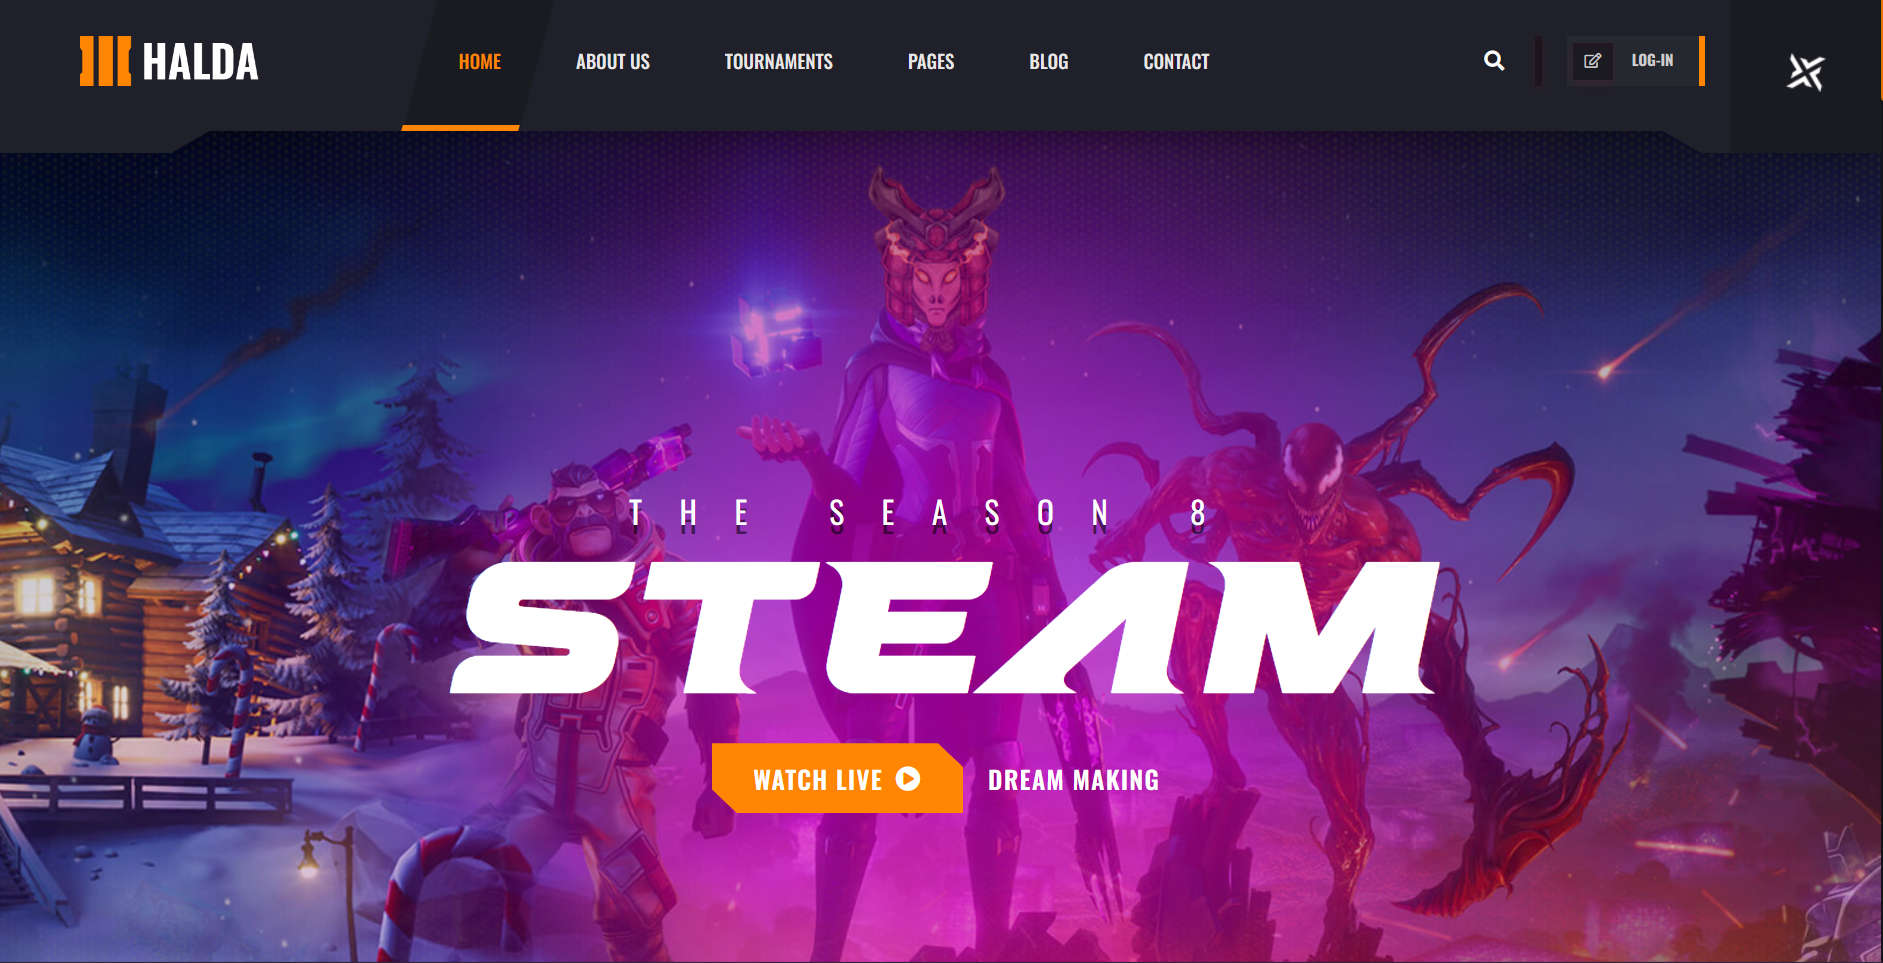 HALDA
HOME ABOUT US TOURNAMENTS PAGES BLOG CONTACT LOG-IN
THE SEASON 8
STEAM
WATCH LIVE DREAM MAKING